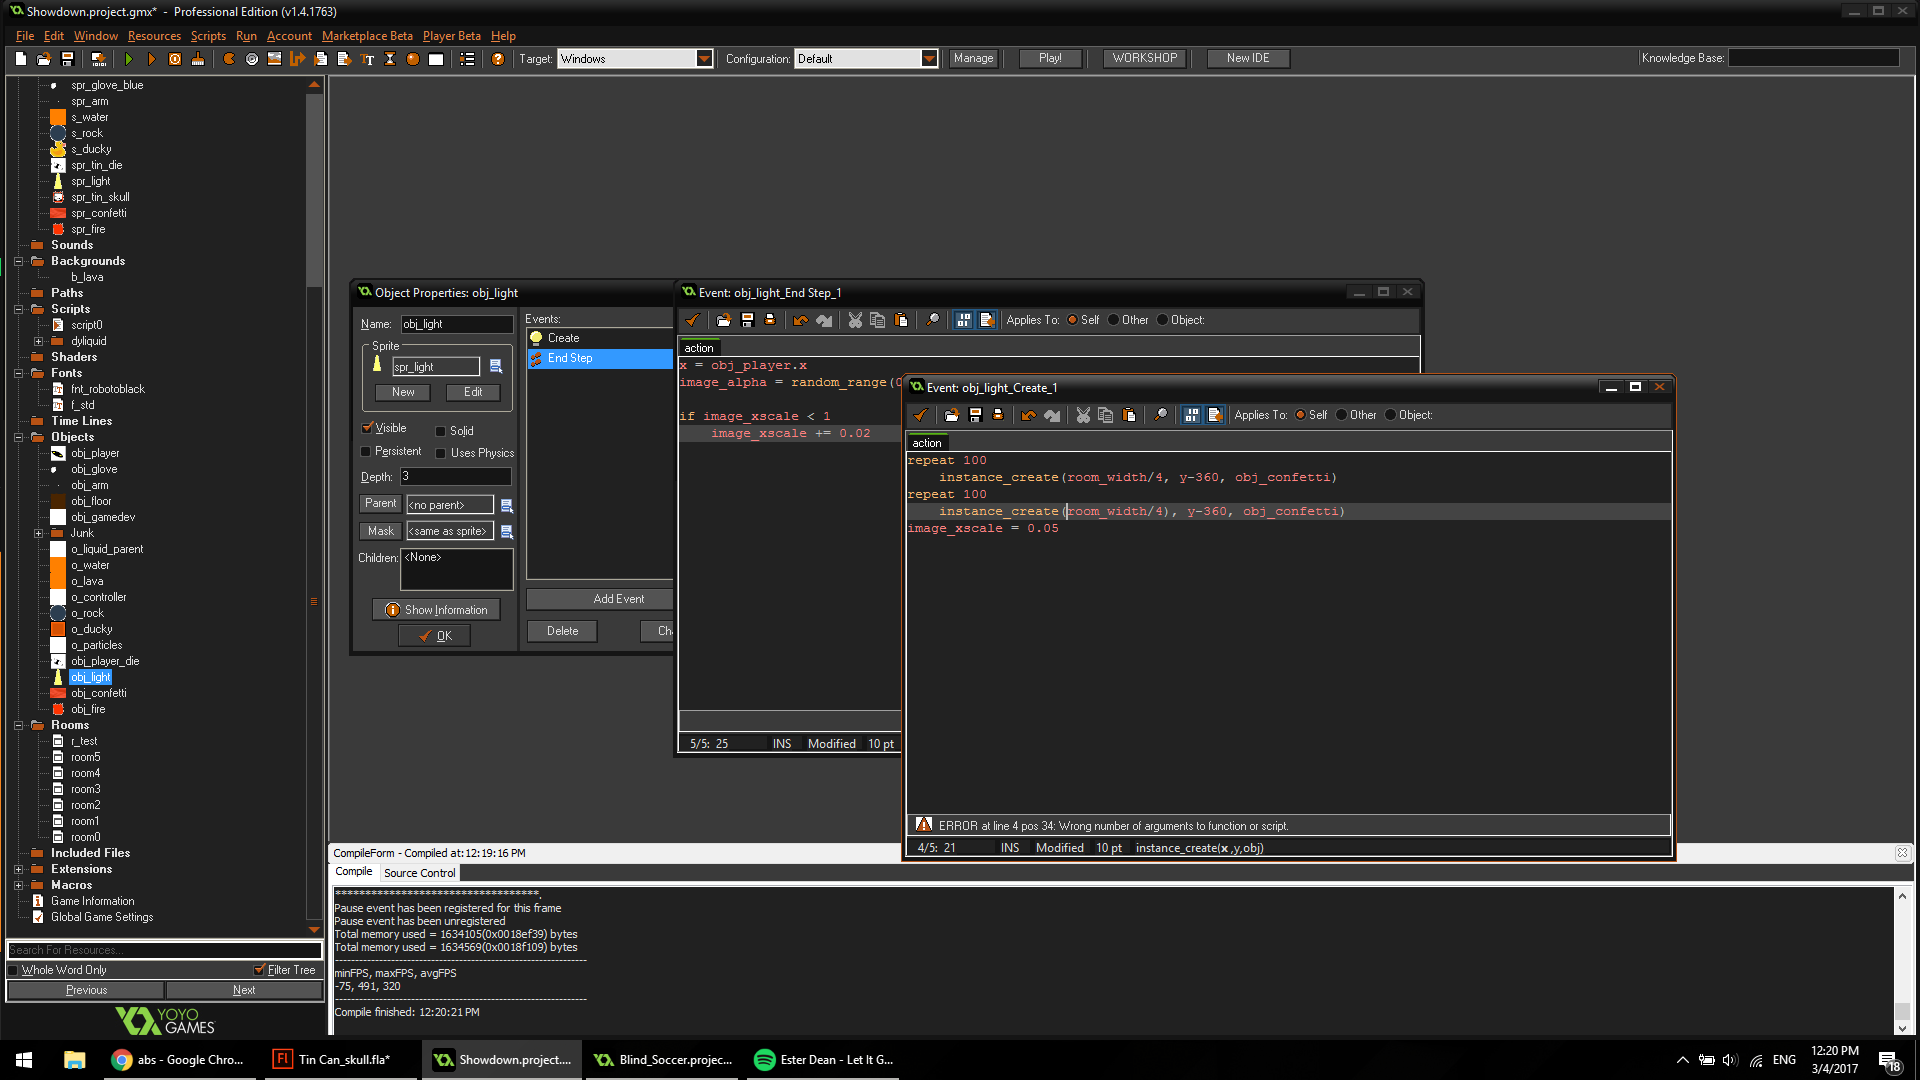 Showdown.project.gmx* - Professional Edition (v1.4.1763)
File Edit Window Resources Scripts Run Account Marketplace Beta Player Beta Help
Target: Windows Configuration: Default Manage Play! WORKSHOP New IDE Knowledge Base:
spr_glove_blue
spr_arm
s_water
s_rock
s_ducky
spr_tin_die
spr_light
spr_tin_skull
spr_confetti
spr_fire
Sounds
Backgrounds
b_lava
Paths
Scripts
script0
dyliquid
Shaders
Fonts
fnt_robotoblack
f_std
Time Lines
Objects
obj_player
obj_glove
obj_arm
obj_floor
obj_gamedev
Junk
o_liquid_parent
o_water
o_lava
o_controller
o_rock
o_ducky
o_particles
obj_player_die
obj_light
obj_confetti
obj_fire
Rooms
r_test
room5
room4
room3
room2
room1
room0
Included Files
Extensions
Macros
Game Information
Global Game Settings
Search For Resources...
Whole Word Only Filter Tree
Previous Next
YOYO
GAMES
Object Properties: obj_light
Name: obj_light
Sprite
spr_light
New Edit
Visible Solid
Persistent Uses Physics
Depth: 3
Parent <no parent>
Mask <same as sprite>
Children: <None>
Show Information
OK
Events:
Create
End Step
Add Event
Delete Ch
Event: obj_light_End Step_1
Applies To: Self Other Object:
action
x = obj_player.x
image_alpha = random_range(0
if image_xscale < 1
image_xscale += 0.02
5/5: 25 INS Modified 10 pt
Event: obj_light_Create_1
Applies To: Self Other Object:
action
repeat 100
instance_create(room_width/4, y-360, obj_confetti)
repeat 100
instance_create(room_width/4), y-360, obj_confetti)
image_xscale = 0.05
ERROR at line 4 pos 34: Wrong number of arguments to function or script.
4/5: 21 INS Modified 10 pt instance_create(x ,y,obj)
CompileForm - Compiled at:12:19:16 PM
Compile Source Control
***********************************.
Pause event has been registered for this frame
Pause event has been unregistered
Total memory used = 1634105(0x0018ef39) bytes
Total memory used = 1634569(0x0018f109) bytes
minFPS, maxFPS, avgFPS
-75, 491, 320
Compile finished: 12:20:21 PM
abs - Google Chro... Tin Can_skull.fla* Showdown.project.... Blind_Soccer.projec... Ester Dean - Let It G... ENG 12:20 PM
3/4/2017 18